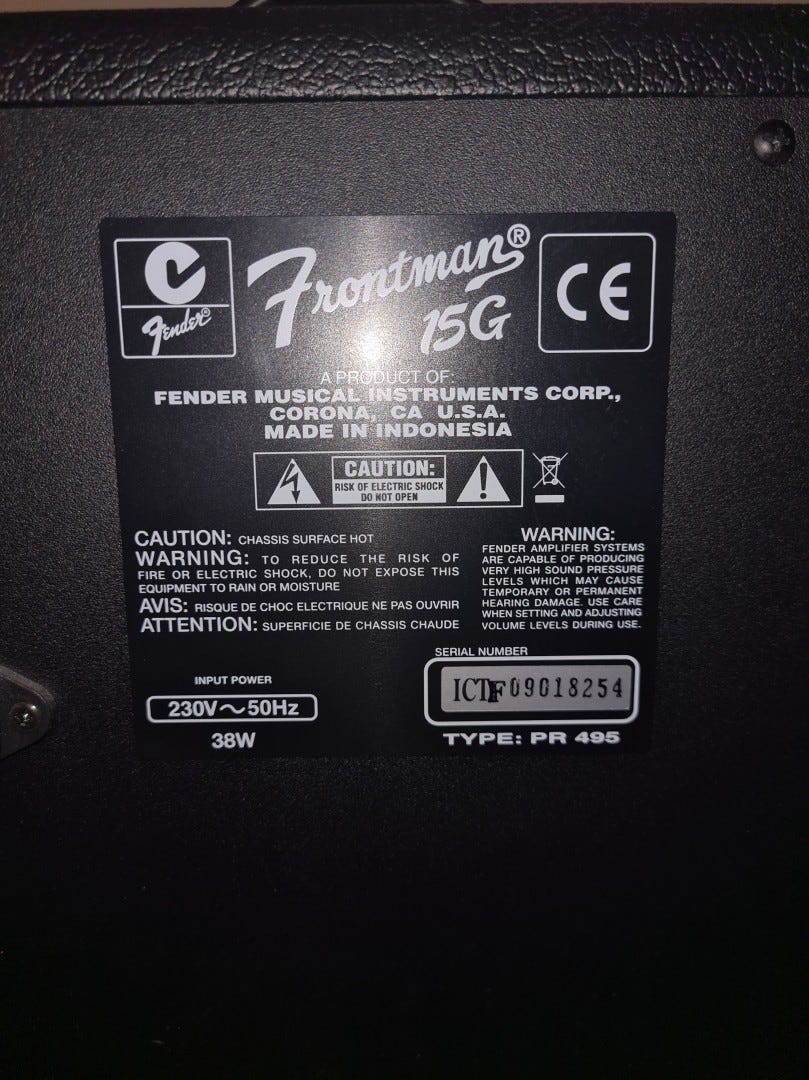 Fender®
Frontman®
15G
CE
A PRODUCT OF:
FENDER MUSICAL INSTRUMENTS CORP.,
CORONA, CA U.S.A.
MADE IN INDONESIA
CAUTION:
RISK OF ELECTRIC SHOCK
DO NOT OPEN
CAUTION: CHASSIS SURFACE HOT
WARNING: TO REDUCE THE RISK OF
FIRE OR ELECTRIC SHOCK, DO NOT EXPOSE THIS
EQUIPMENT TO RAIN OR MOISTURE
AVIS: RISQUE DE CHOC ELECTRIQUE NE PAS OUVRIR
ATTENTION: SUPERFICIE DE CHASSIS CHAUDE
WARNING:
FENDER AMPLIFIER SYSTEMS
ARE CAPABLE OF PRODUCING
VERY HIGH SOUND PRESSURE
LEVELS WHICH MAY CAUSE
TEMPORARY OR PERMANENT
HEARING DAMAGE. USE CARE
WHEN SETTING AND ADJUSTING
VOLUME LEVELS DURING USE.
INPUT POWER
230V~50Hz
38W
SERIAL NUMBER
ICTF09018254
TYPE: PR 495